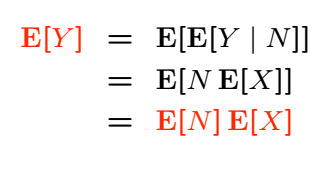 E[Y] = E[E[Y | N]]
= E[N E[X]]
= E[N] E[X]